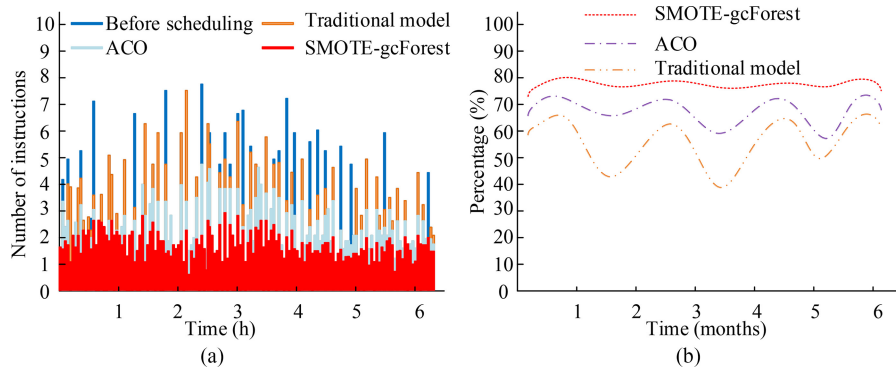 Before scheduling
Traditional model
ACO
SMOTE-gcForest
Number of instructions
10
9
8
7
6
5
4
3
2
1
0
1 2 3 4 5 6
Time (h)
(a)
SMOTE-gcForest
ACO
Traditional model
Percentage (%)
100
90
80
70
60
50
40
30
20
10
0
1 2 3 4 5 6
Time (months)
(b)